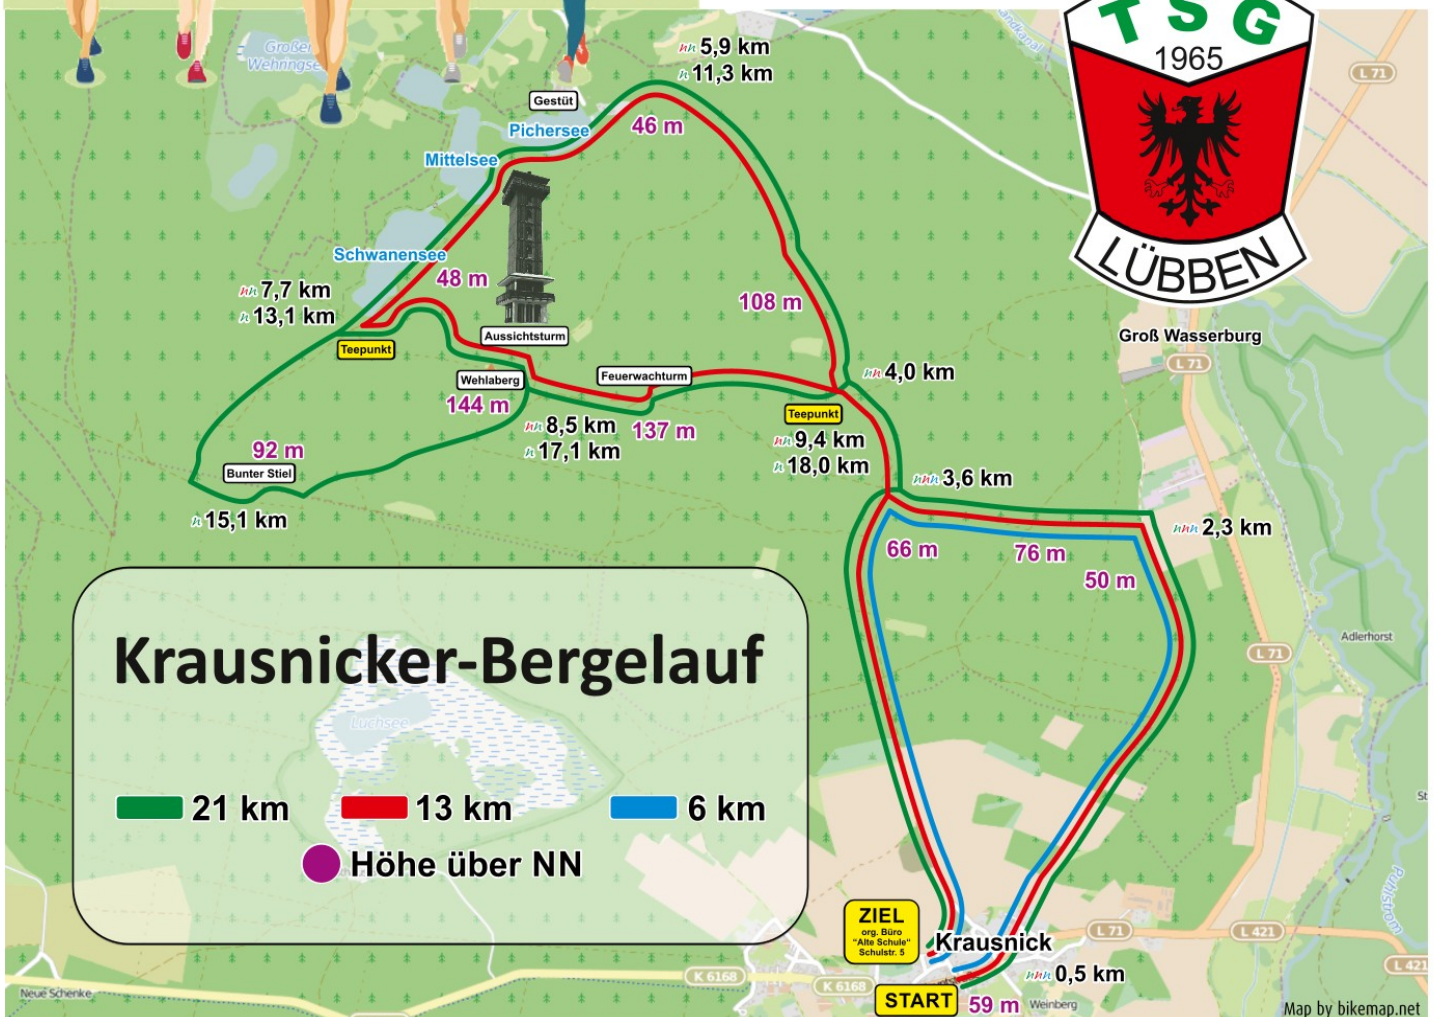 TSG
1965
LÜBBEN
5,9 km
11,3 km
L 71
Großer
Wehringsee
Gestüt
Pichersee
46 m
Mittelsee
Schwanensee
48 m
7,7 km
13,1 km
108 m
Aussichtsturm
Teepunkt
Groß Wasserburg
L 71
Wehlaberg
144 m
Feuerwachturm
4,0 km
Teepunkt
8,5 km
17,1 km
137 m
9,4 km
18,0 km
92 m
Bunter Stiel
15,1 km
3,6 km
2,3 km
66 m
76 m
50 m
Krausnicker-Bergelauf
Luchsee
Adlerhorst
L 71
21 km
13 km
6 km
Höhe über NN
ZIEL
org. Büro
"Alte Schule"
Schulstr. 5
Krausnick
L 71
L 421
L 421
0,5 km
K 6168
K 6168
START
59 m
Weinberg
Neue Schenke
Map by bikemap.net